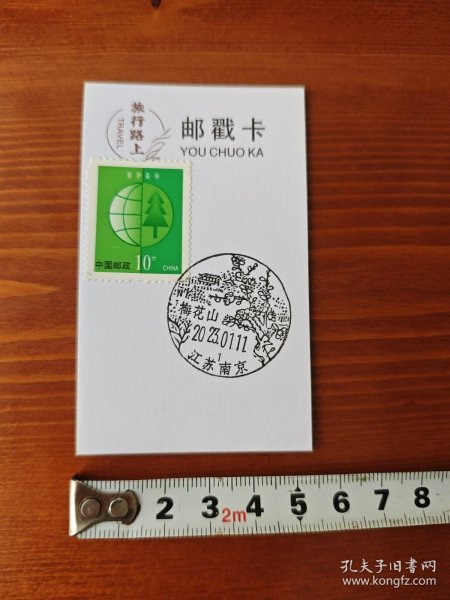 旅行路上
TRAVEL
邮戳卡
YOU CHUO KA
保护森林
中国邮政 10分 CHINA
梅花山
2023.01.11
1
江苏南京
2 3 4 5 6 7 8
2m
孔夫子旧书网
www.kongfz.com